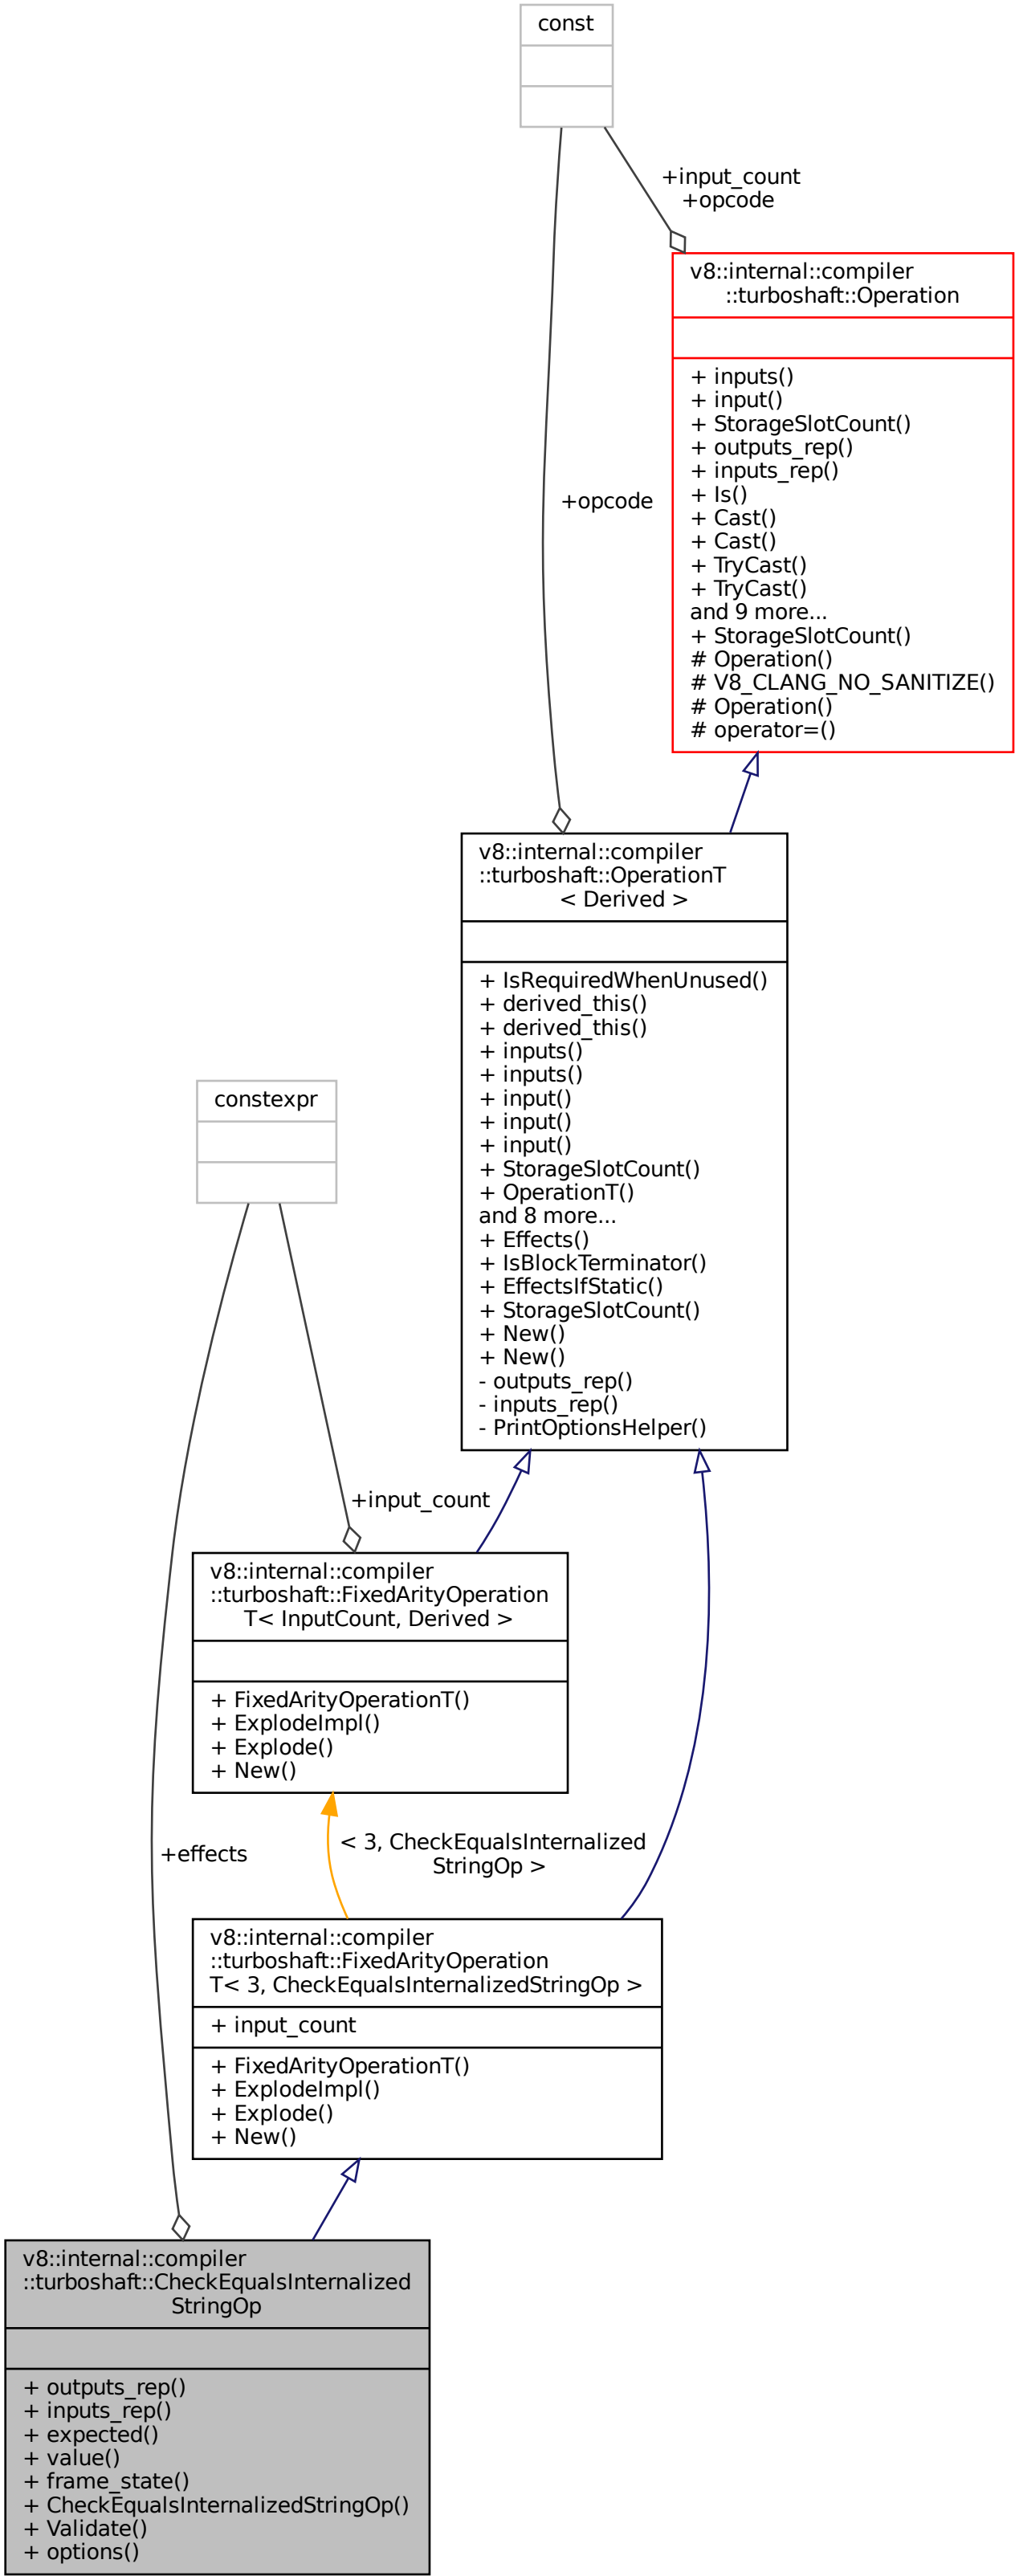 const
+input_count
+opcode
v8::internal::compiler
::turboshaft::Operation
+ inputs()
+ input()
+ StorageSlotCount()
+ outputs_rep()
+ inputs_rep()
+ Is()
+ Cast()
+ Cast()
+ TryCast()
+ TryCast()
and 9 more...
+ StorageSlotCount()
# Operation()
# V8_CLANG_NO_SANITIZE()
# Operation()
# operator=()
+opcode
v8::internal::compiler
::turboshaft::OperationT
< Derived >
+ IsRequiredWhenUnused()
+ derived_this()
+ derived_this()
+ inputs()
+ inputs()
+ input()
+ input()
+ input()
+ StorageSlotCount()
+ OperationT()
and 8 more...
+ Effects()
+ IsBlockTerminator()
+ EffectsIfStatic()
+ StorageSlotCount()
+ New()
+ New()
- outputs_rep()
- inputs_rep()
- PrintOptionsHelper()
constexpr
+input_count
v8::internal::compiler
::turboshaft::FixedArityOperation
T< InputCount, Derived >
+ FixedArityOperationT()
+ ExplodeImpl()
+ Explode()
+ New()
+effects
< 3, CheckEqualsInternalized
StringOp >
v8::internal::compiler
::turboshaft::FixedArityOperation
T< 3, CheckEqualsInternalizedStringOp >
+ input_count
+ FixedArityOperationT()
+ ExplodeImpl()
+ Explode()
+ New()
v8::internal::compiler
::turboshaft::CheckEqualsInternalized
StringOp
+ outputs_rep()
+ inputs_rep()
+ expected()
+ value()
+ frame_state()
+ CheckEqualsInternalizedStringOp()
+ Validate()
+ options()